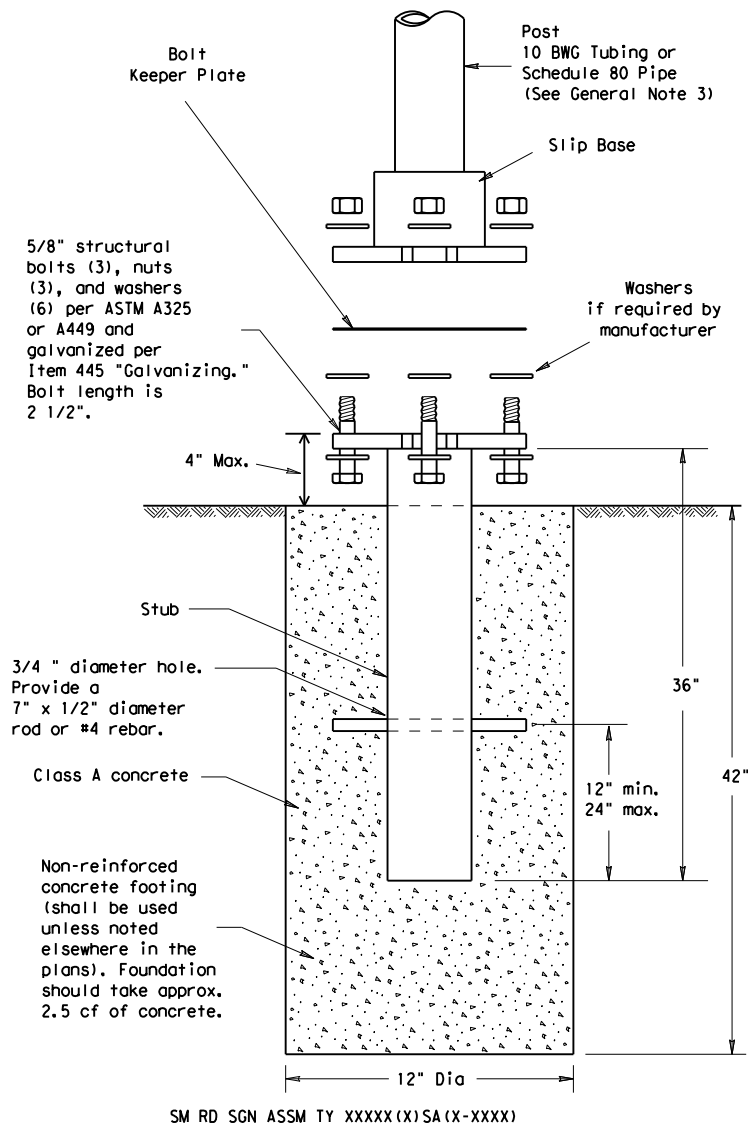 Post
10 BWG Tubing or
Schedule 80 Pipe
(See General Note 3)
Bolt
Keeper Plate
Slip Base
5/8" structural
bolts (3), nuts
(3), and washers
(6) per ASTM A325
or A449 and
galvanized per
Item 445 "Galvanizing."
Bolt length is
2 1/2".
Washers
if required by
manufacturer
4" Max.
Stub
3/4 " diameter hole.
Provide a
7" x 1/2" diameter
rod or #4 rebar.
36"
Class A concrete
12" min.
24" max.
42"
Non-reinforced
concrete footing
(shall be used
unless noted
elsewhere in the
plans). Foundation
should take approx.
2.5 cf of concrete.
12" Dia
SM RD SGN ASSM TY XXXXX(X)SA(X-XXXX)